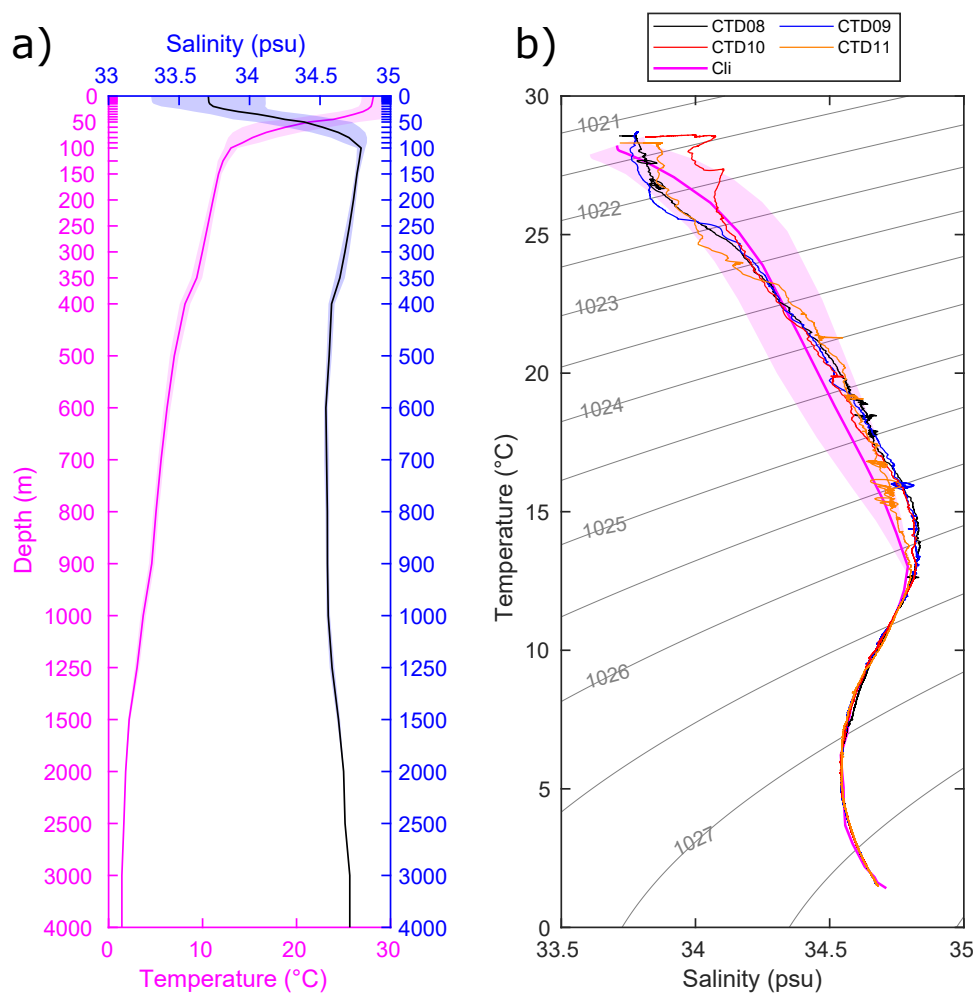 a)
Salinity (psu)
33 33.5 34 34.5 35
0 0
50 50
100 100
125 125
150 150
200 200
250 250
300 300
350 350
400 400
500 500
600 600
700 700
800 800
900 900
1000 1000
1250 1250
1500 1500
2000 2000
2500 2500
3000 3000
4000 4000
Depth (m)
0 10 20 30
Temperature (°C)
b)
CTD08 CTD09
CTD10 CTD11
Cli
30
25
20
15
10
5
0
Temperature (°C)
1021
1022
1023
1024
1025
1026
1027
33.5 34 34.5 35
Salinity (psu)